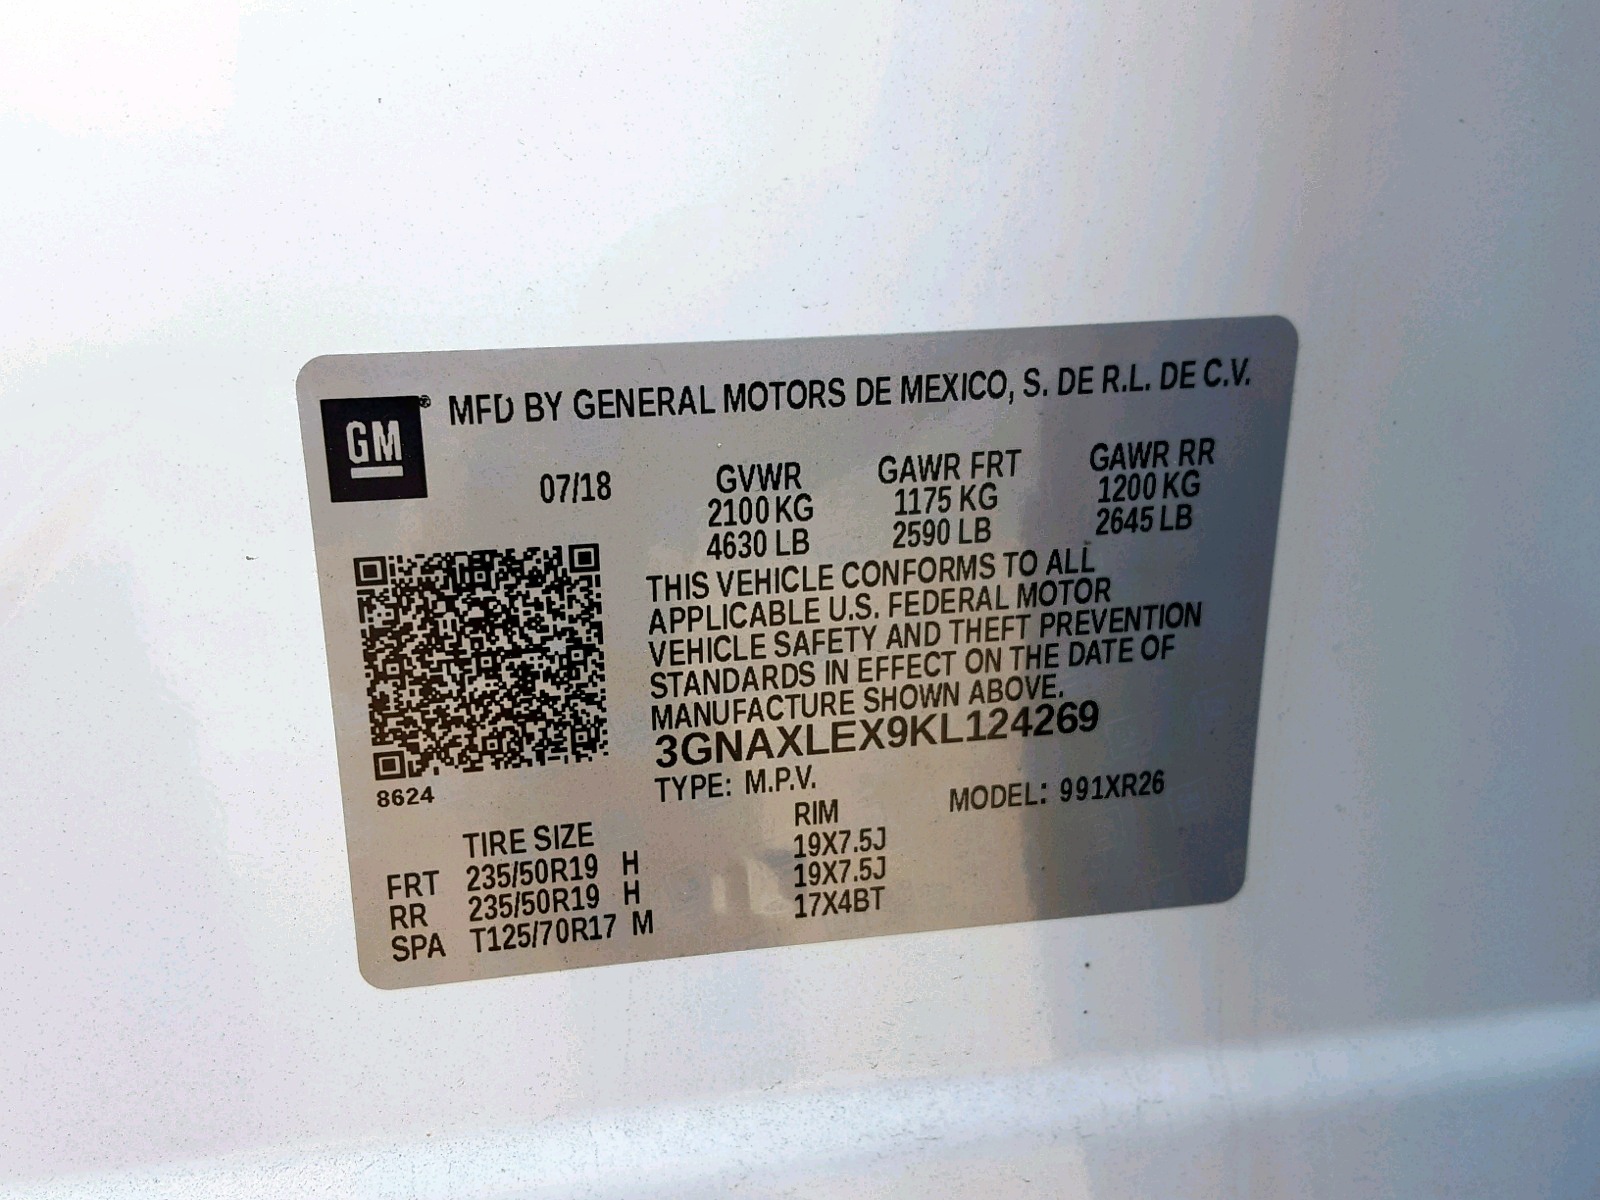 GM® MFD BY GENERAL MOTORS DE MEXICO, S. DE R.L. DE C.V.
07/18 GVWR GAWR FRT GAWR RR
2100 KG 1175 KG 1200 KG
4630 LB 2590 LB 2645 LB
THIS VEHICLE CONFORMS TO ALL
APPLICABLE U.S. FEDERAL MOTOR
VEHICLE SAFETY AND THEFT PREVENTION
STANDARDS IN EFFECT ON THE DATE OF
MANUFACTURE SHOWN ABOVE.
3GNAXLEX9KL124269
8624 TYPE: M.P.V. MODEL: 991XR26
TIRE SIZE RIM
FRT 235/50R19 H 19X7.5J
RR 235/50R19 H 19X7.5J
SPA T125/70R17 M 17X4BT